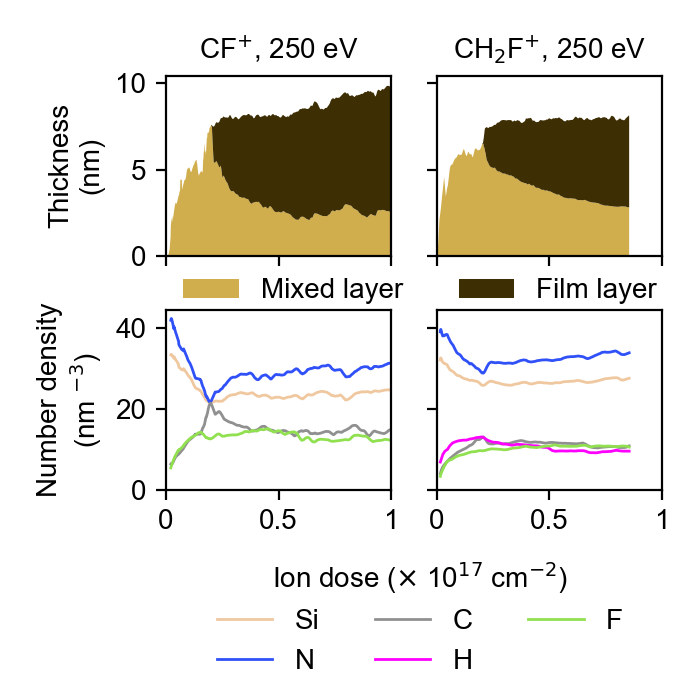 CF⁺, 250 eV
CH₂F⁺, 250 eV
Thickness
(nm)
10
5
0
Mixed layer
Film layer
Number density
(nm ⁻³)
40
20
0
0
0.5
1
0
0.5
1
Ion dose (× 10¹⁷ cm⁻²)
Si
C
F
N
H